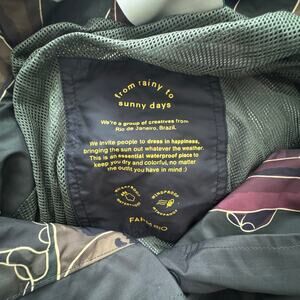 from rainy to
sunny days
We're a group of creatives from
Rio de Janeiro, Brazil.
We invite people to dress in happiness,
bringing the sun out whatever the weather.
This is an essential waterproof place to
keep you dry and colorful, no matter
the outfit you have in mind :)
WINDPROOF
FARM RIO